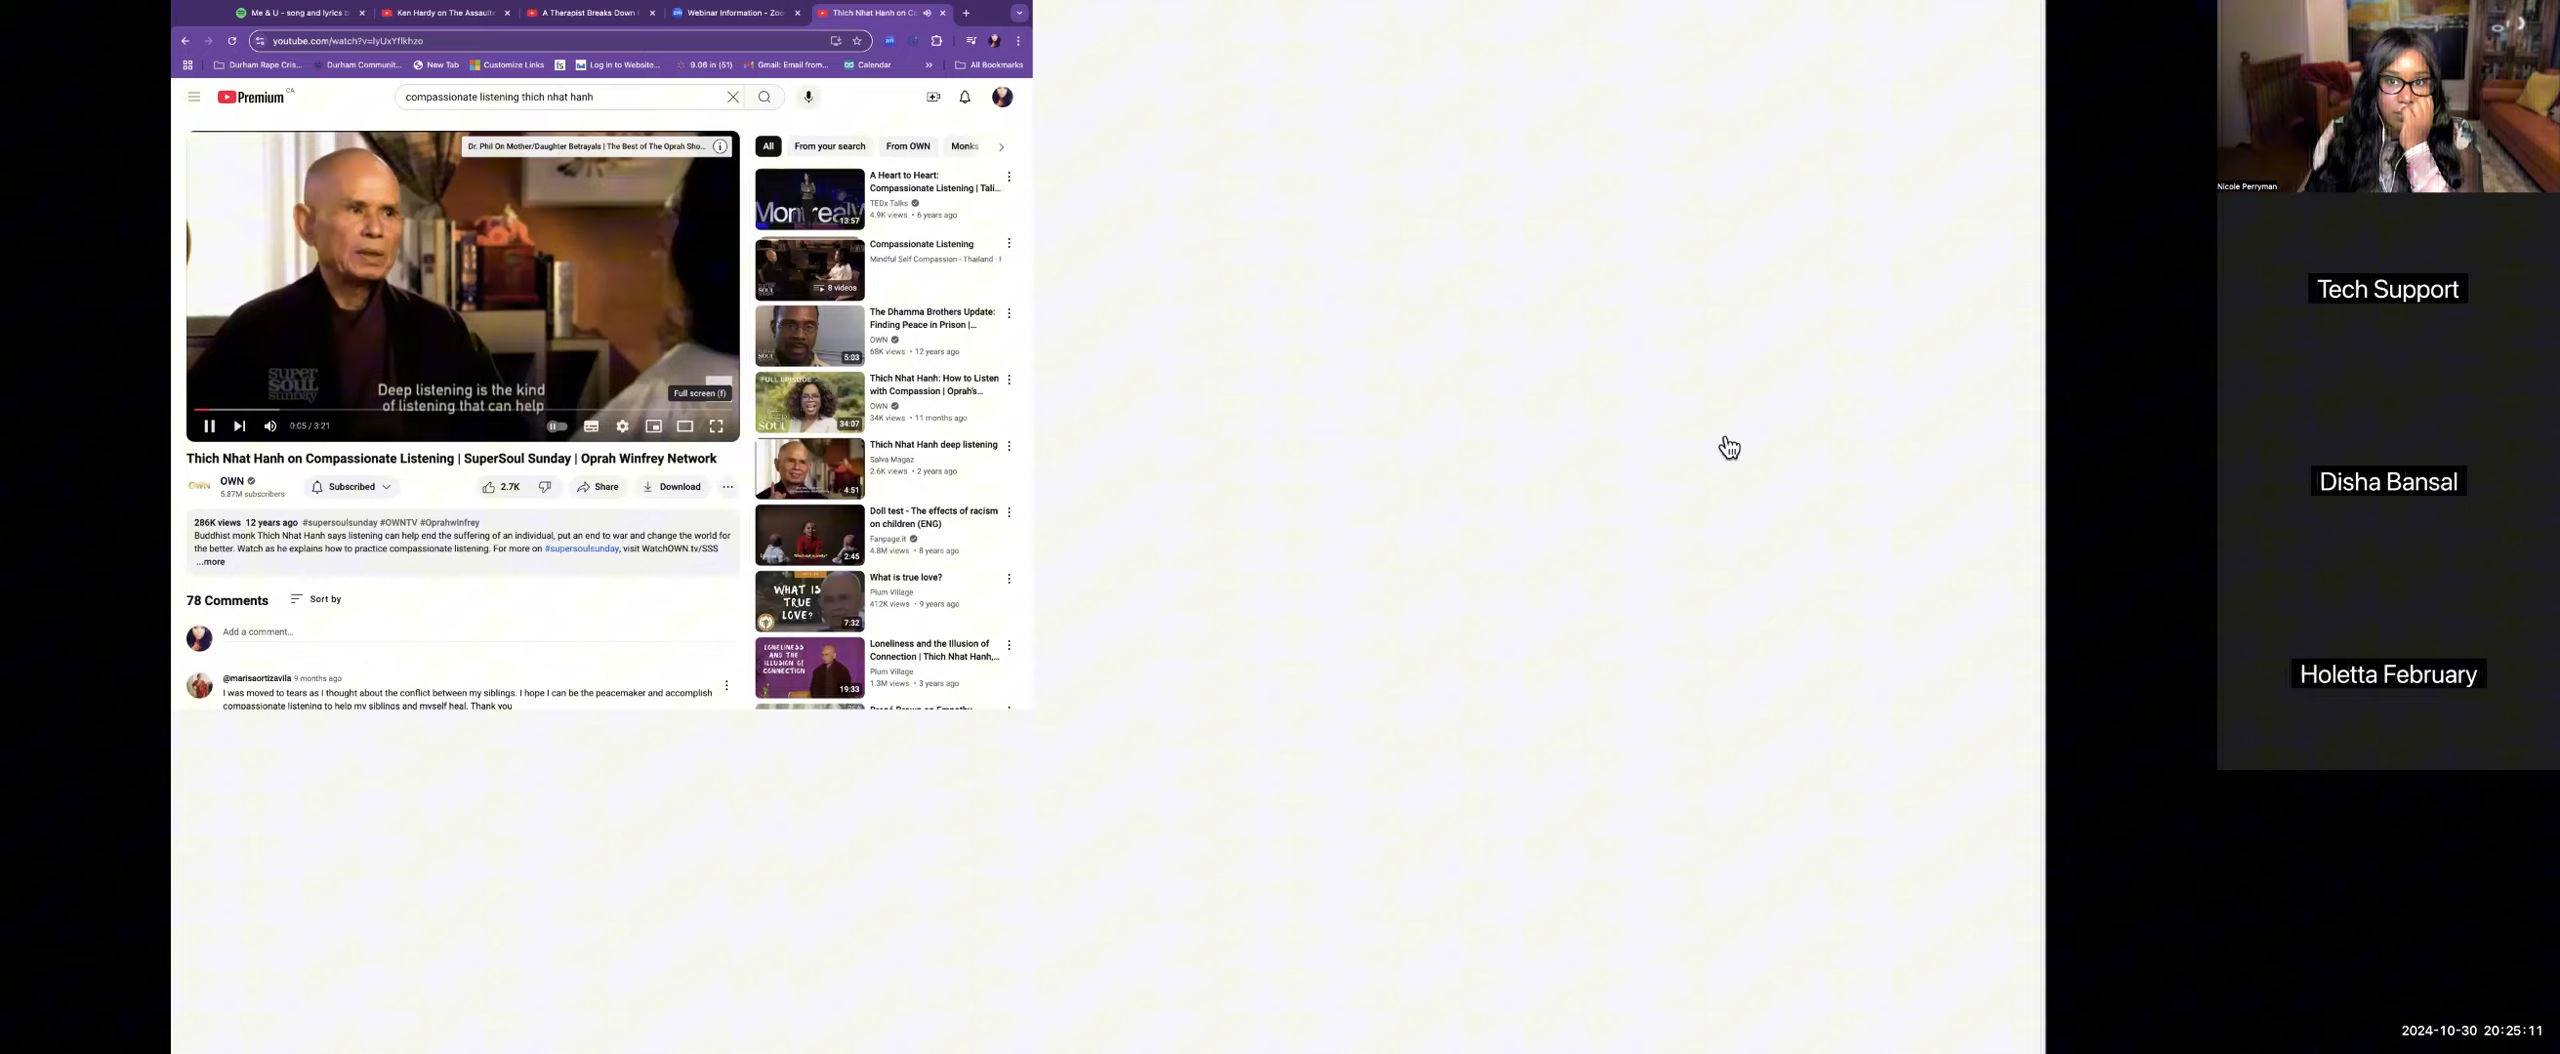 Me & U - song and lyrics b
Ken Hardy on The Assault
A Therapist Breaks Down
Webinar Information - Zoo
Thich Nhat Hanh on Co
youtube.com/watch?v=lyUxYflkhzo
Durham Rape Cris...
Durham Communit...
New Tab
Customize Links
Log in to Website...
9.06 in (51)
Gmail: Email from...
Calendar
All Bookmarks
Premium CA
compassionate listening thich nhat hanh
Dr. Phil On Mother/Daughter Betrayals | The Best of The Oprah Sho...
SUPER
SOUL
SUNDAY
Deep listening is the kind
of listening that can help
Full screen (f)
0:05 / 3:21
Thich Nhat Hanh on Compassionate Listening | SuperSoul Sunday | Oprah Winfrey Network
OWN
5.87M subscribers
Subscribed
2.7K
Share
Download
286K views 12 years ago #supersoulsunday #OWNTV #Oprahwinfrey
Buddhist monk Thich Nhat Hanh says listening can help end the suffering of an individual, put an end to war and change the world for
the better. Watch as he explains how to practice compassionate listening. For more on #supersoulsunday, visit WatchOWN.tv/SSS
...more
78 Comments
Sort by
Add a comment...
@marisaortizavila 9 months ago
I was moved to tears as I thought about the conflict between my siblings. I hope I can be the peacemaker and accomplish
compassionate listening to help my siblings and myself heal. Thank you
All
From your search
From OWN
Monks
A Heart to Heart:
Compassionate Listening | Tali...
TEDx Talks
4.9K views • 6 years ago
13:57
Compassionate Listening
Mindful Self Compassion - Thailand
8 videos
The Dhamma Brothers Update:
Finding Peace in Prison |...
OWN
68K views • 12 years ago
5:03
Thich Nhat Hanh: How to Listen
with Compassion | Oprah's...
OWN
34K views • 11 months ago
FULL EPISODE
SOUL
34:07
Thich Nhat Hanh deep listening
Salva Magaz
2.6K views • 2 years ago
4:51
Doll test - The effects of racism
on children (ENG)
Fanpage.it
4.8M views • 8 years ago
2:45
What is true love?
Plum Village
412K views • 9 years ago
WHAT IS
TRUE
LOVE?
7:32
Loneliness and the Illusion of
Connection | Thich Nhat Hanh,...
Plum Village
1.3M views • 3 years ago
LONELINESS
AND THE
ILLUSION OF
CONNECTION
19:33
Nicole Perryman
Tech Support
Disha Bansal
Holetta February
2024-10-30 20:25:11